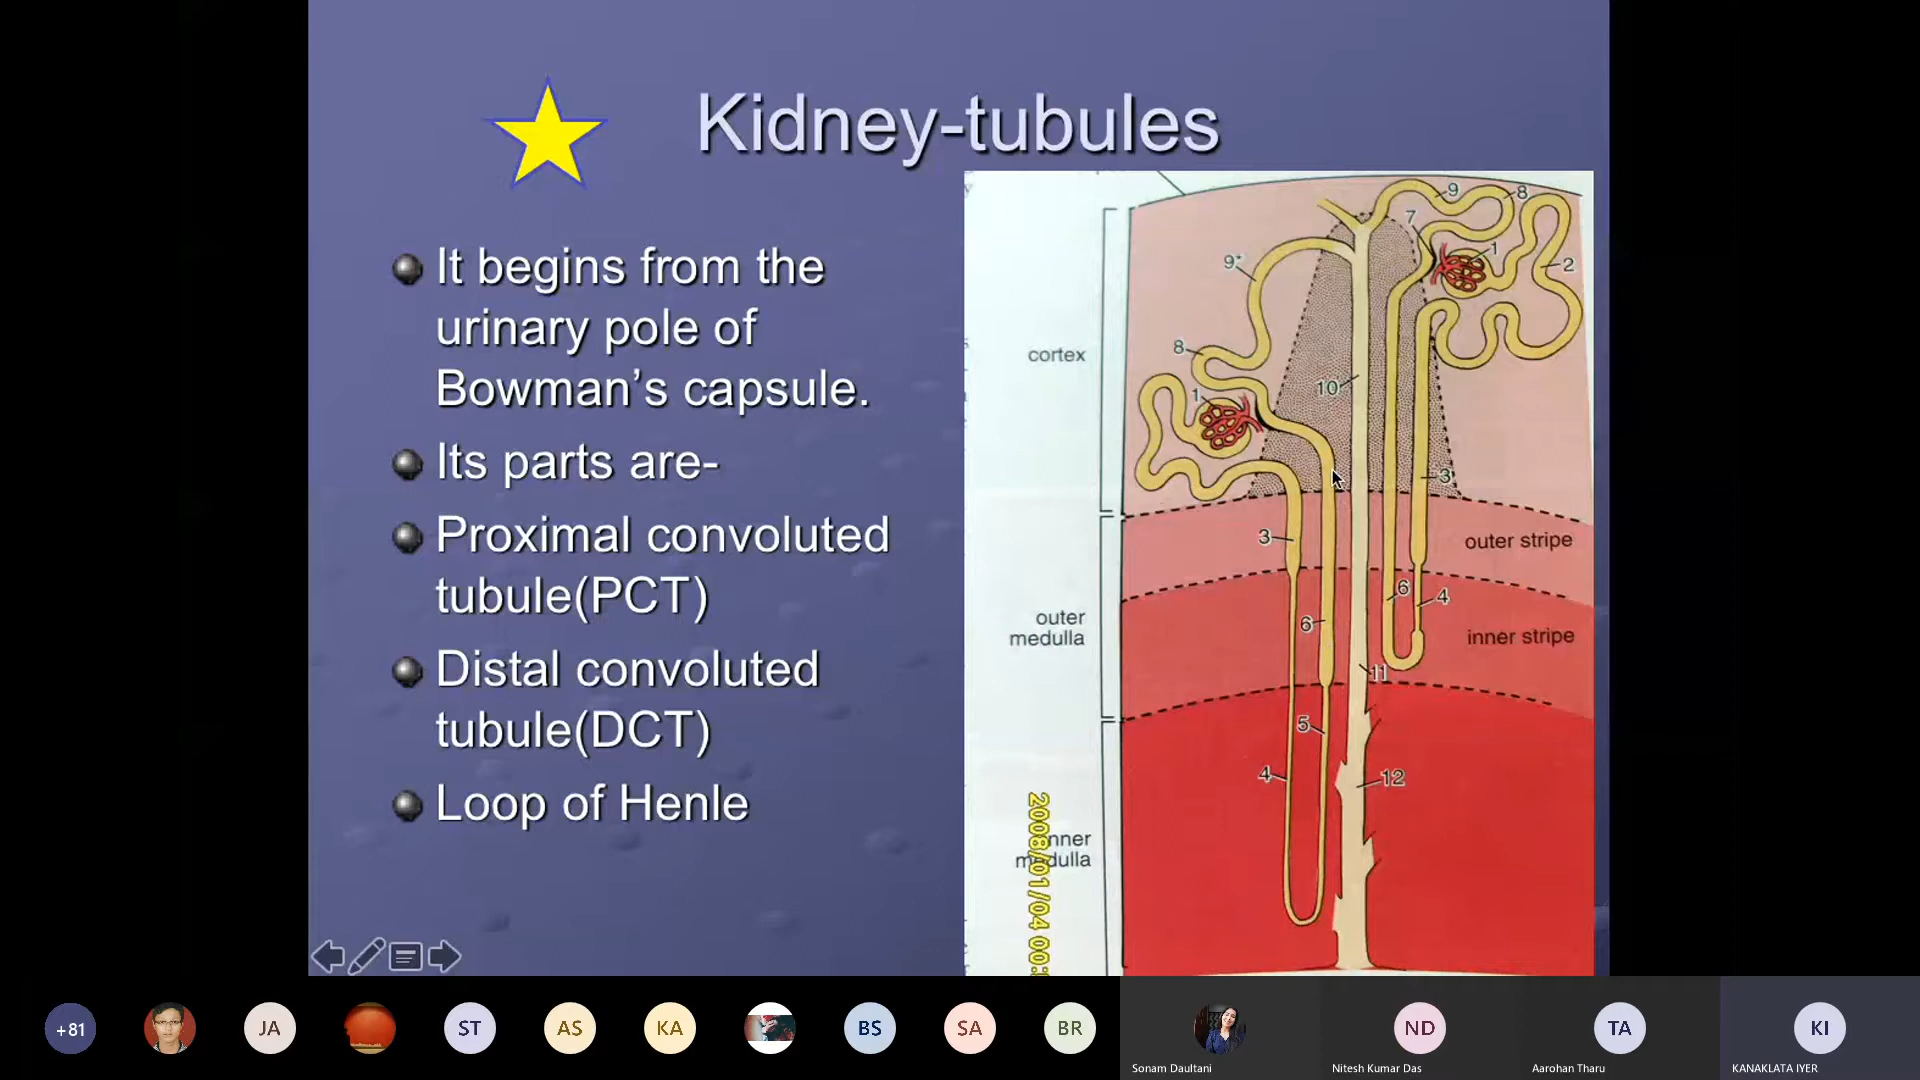 Kidney-tubules
It begins from the
urinary pole of
Bowman's capsule.
Its parts are-
Proximal convoluted
tubule(PCT)
Distal convoluted
tubule(DCT)
Loop of Henle
9
8
7
1
2
9*
cortex
8
10
1
3
3
outer stripe
6
4
outer
medulla
6
inner stripe
11
5
4
12
medulla
2008/01/04 00:
+81
JA
ST
AS
KA
BS
SA
BR
ND
TA
KI
Sonam Daultani
Nitesh Kumar Das
Aarohan Tharu
KANAKLATA IYER